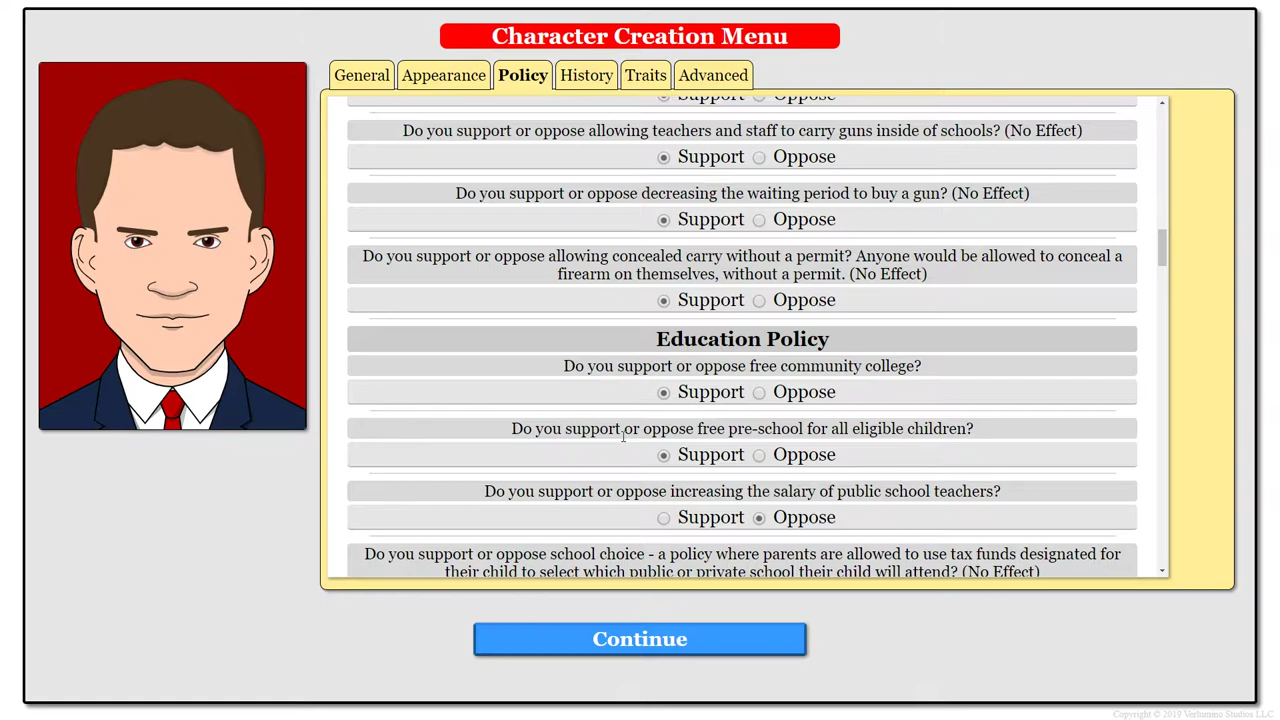 Character Creation Menu
General Appearance Policy History Traits Advanced
Support Oppose
Do you support or oppose allowing teachers and staff to carry guns inside of schools? (No Effect)
Support Oppose
Do you support or oppose decreasing the waiting period to buy a gun? (No Effect)
Support Oppose
Do you support or oppose allowing concealed carry without a permit? Anyone would be allowed to conceal a
firearm on themselves, without a permit. (No Effect)
Support Oppose
Education Policy
Do you support or oppose free community college?
Support Oppose
Do you support or oppose free pre-school for all eligible children?
Support Oppose
Do you support or oppose increasing the salary of public school teachers?
Support Oppose
Do you support or oppose school choice - a policy where parents are allowed to use tax funds designated for
their child to select which public or private school their child will attend? (No Effect)
Continue
Copyright © 2019 Verlumino Studios LLC